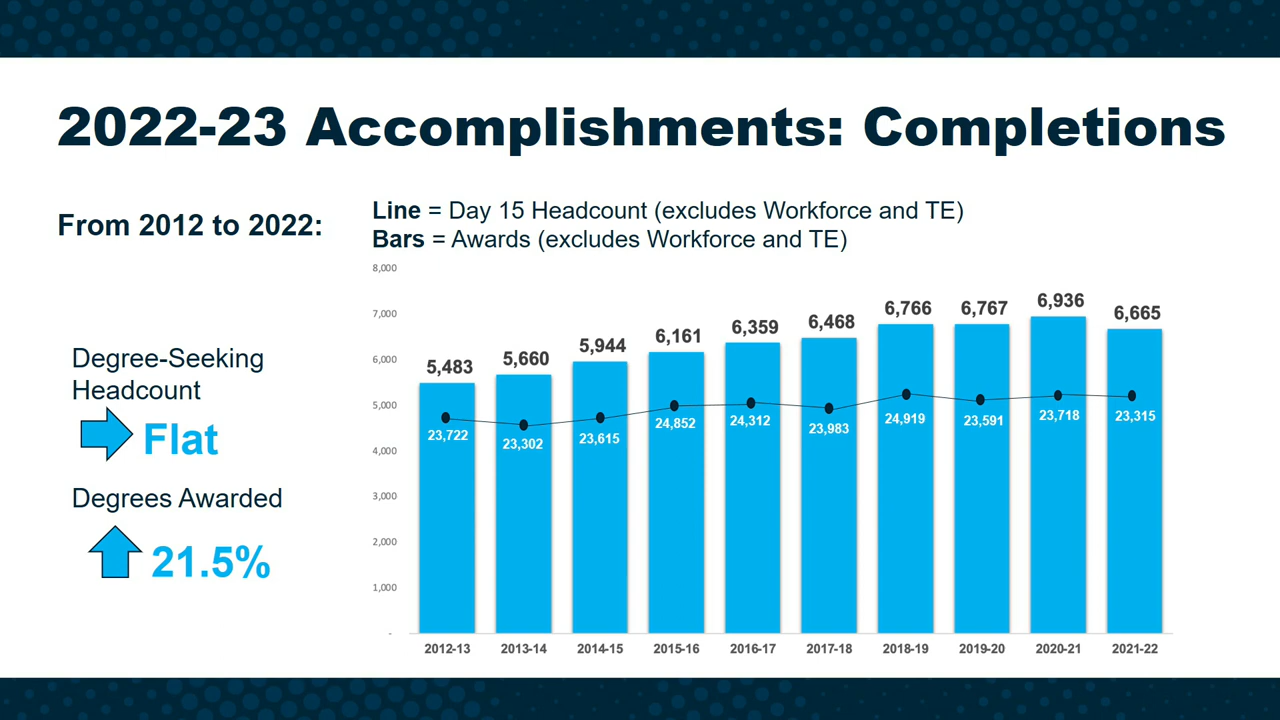 2022-23 Accomplishments: Completions
From 2012 to 2022:
Line = Day 15 Headcount (excludes Workforce and TE)
Bars = Awards (excludes Workforce and TE)
Degree-Seeking
Headcount
Flat
Degrees Awarded
21.5%
8,000
7,000
6,000
5,000
4,000
3,000
2,000
1,000
-
5,483 5,660 5,944 6,161 6,359 6,468 6,766 6,767 6,936 6,665
23,722 23,302 23,615 24,852 24,312 23,983 24,919 23,591 23,718 23,315
2012-13 2013-14 2014-15 2015-16 2016-17 2017-18 2018-19 2019-20 2020-21 2021-22